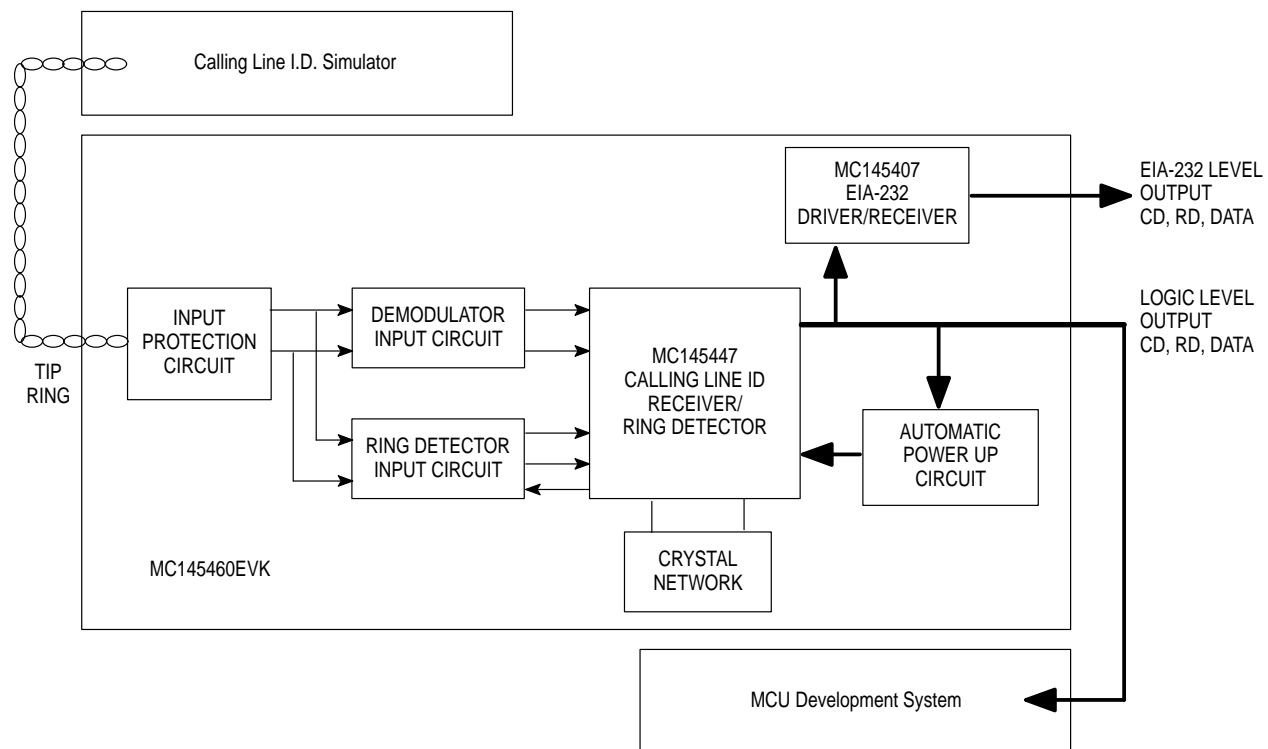 Calling Line I.D. Simulator
MC145407
EIA-232
DRIVER/RECEIVER
EIA-232 LEVEL
OUTPUT
CD, RD, DATA
LOGIC LEVEL
OUTPUT
CD, RD, DATA
TIP
RING
INPUT
PROTECTION
CIRCUIT
DEMODULATOR
INPUT CIRCUIT
RING DETECTOR
INPUT CIRCUIT
MC145447
CALLING LINE ID
RECEIVER/
RING DETECTOR
AUTOMATIC
POWER UP
CIRCUIT
CRYSTAL
NETWORK
MC145460EVK
MCU Development System